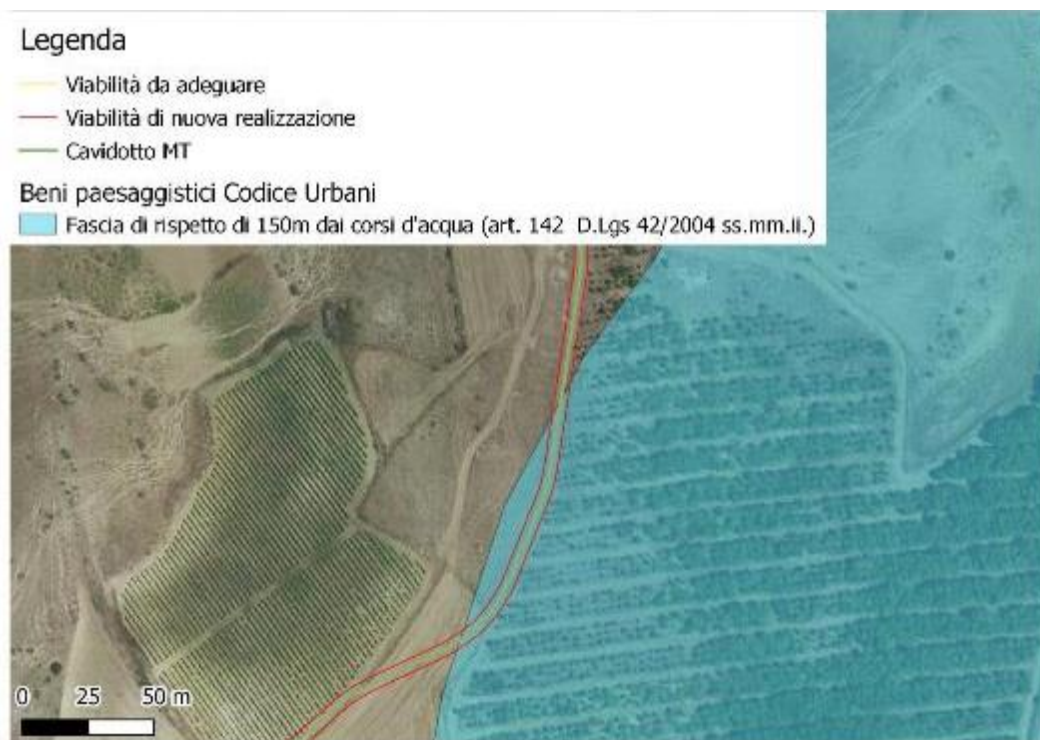 Legenda
Viabilità da adeguare
Viabilità di nuova realizzazione
Cavidotto MT
Beni paesaggistici Codice Urbani
Fascia di rispetto di 150m dai corsi d'acqua (art. 142 D.Lgs 42/2004 ss.mm.ii.)
0 25 50 m